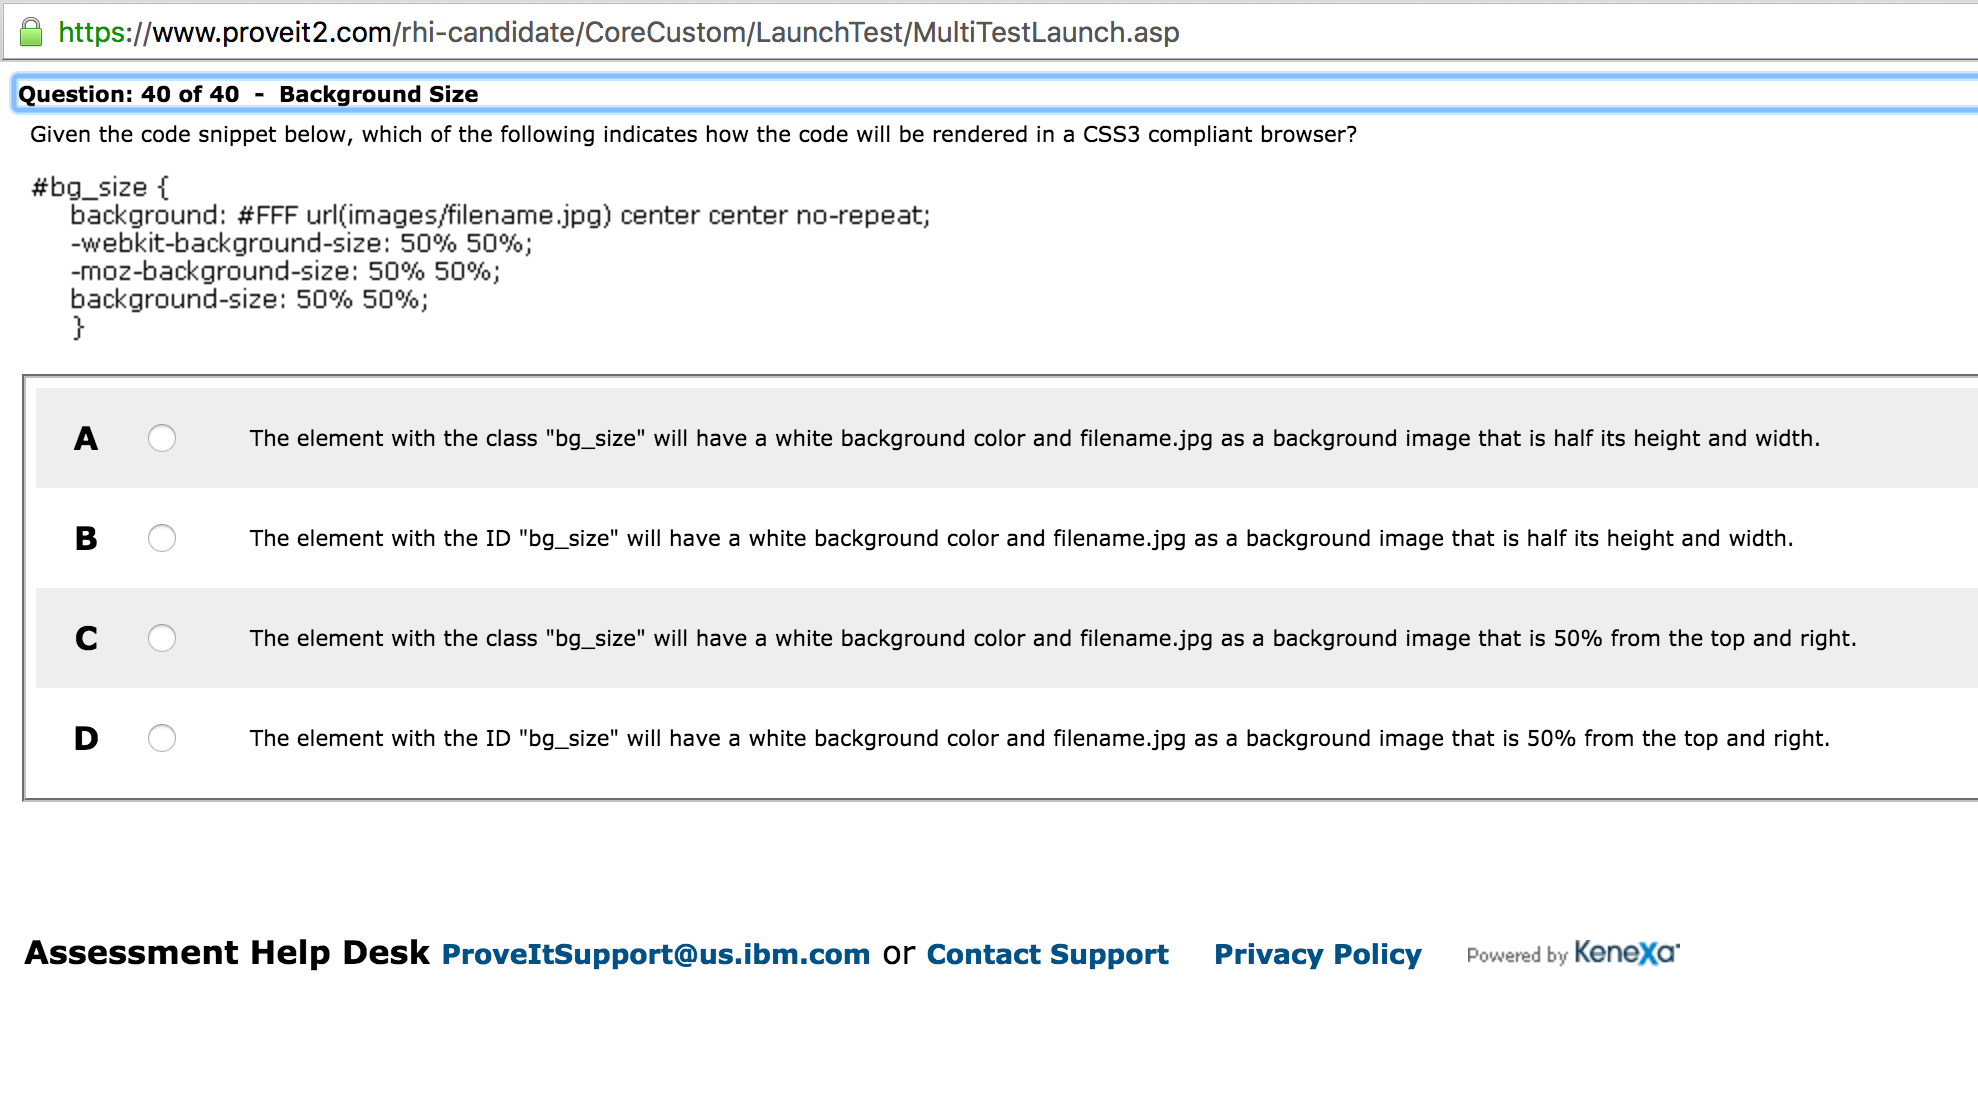 https://www.proveit2.com/rhi-candidate/CoreCustom/LaunchTest/MultiTestLaunch.asp
Question: 40 of 40 - Background Size
Given the code snippet below, which of the following indicates how the code will be rendered in a CSS3 compliant browser?
#bg_size {
background: #FFF url(images/filename.jpg) center center no-repeat;
-webkit-background-size: 50% 50%;
-moz-background-size: 50% 50%;
background-size: 50% 50%;
}
A The element with the class "bg_size" will have a white background color and filename.jpg as a background image that is half its height and width.
B The element with the ID "bg_size" will have a white background color and filename.jpg as a background image that is half its height and width.
C The element with the class "bg_size" will have a white background color and filename.jpg as a background image that is 50% from the top and right.
D The element with the ID "bg_size" will have a white background color and filename.jpg as a background image that is 50% from the top and right.
Assessment Help Desk ProveItSupport@us.ibm.com or Contact Support Privacy Policy Powered by Kenexa